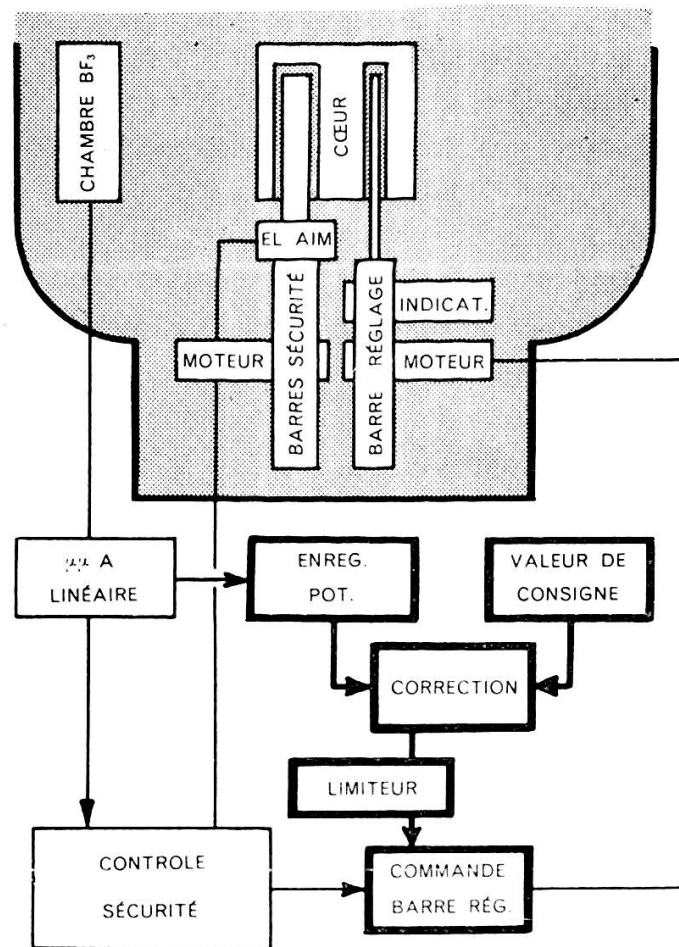 CHAMBRE BF₃
CŒUR
EL AIM
BARRES SÉCURITÉ
BARRE RÉGLAGE
INDICAT.
MOTEUR
MOTEUR
μμ A
LINÉAIRE
ENREG.
POT.
VALEUR DE
CONSIGNE
CORRECTION
LIMITEUR
CONTROLE
SÉCURITÉ
COMMANDE
BARRE RÉG.